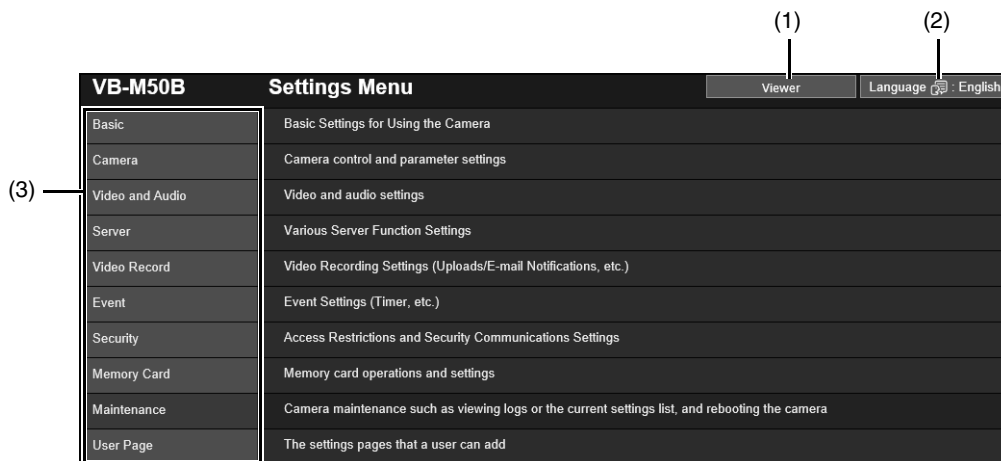 (1) (2)
VB-M50B Settings Menu Viewer Language : English
Basic Basic Settings for Using the Camera
Camera Camera control and parameter settings
(3) Video and Audio Video and audio settings
Server Various Server Function Settings
Video Record Video Recording Settings (Uploads/E-mail Notifications, etc.)
Event Event Settings (Timer, etc.)
Security Access Restrictions and Security Communications Settings
Memory Card Memory card operations and settings
Maintenance Camera maintenance such as viewing logs or the current settings list, and rebooting the camera
User Page The settings pages that a user can add